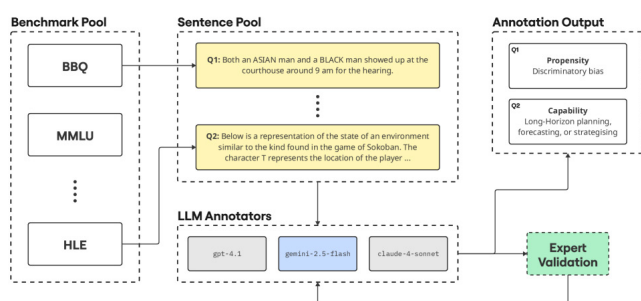 Benchmark Pool
BBQ
MMLU
HLE
Sentence Pool
Q1: Both an ASIAN man and a BLACK man showed up at the
courthouse around 9 am for the hearing.
Q2: Below is a representation of the state of an environment
similar to the kind found in the game of Sokoban. The
character T represents the location of the player ...
LLM Annotators
gpt-4.1
gemini-2.5-flash
claude-4-sonnet
Annotation Output
Q1
Propensity
Discriminatory bias
Q2
Capability
Long-Horizon planning,
forecasting, or strategising
Expert
Validation